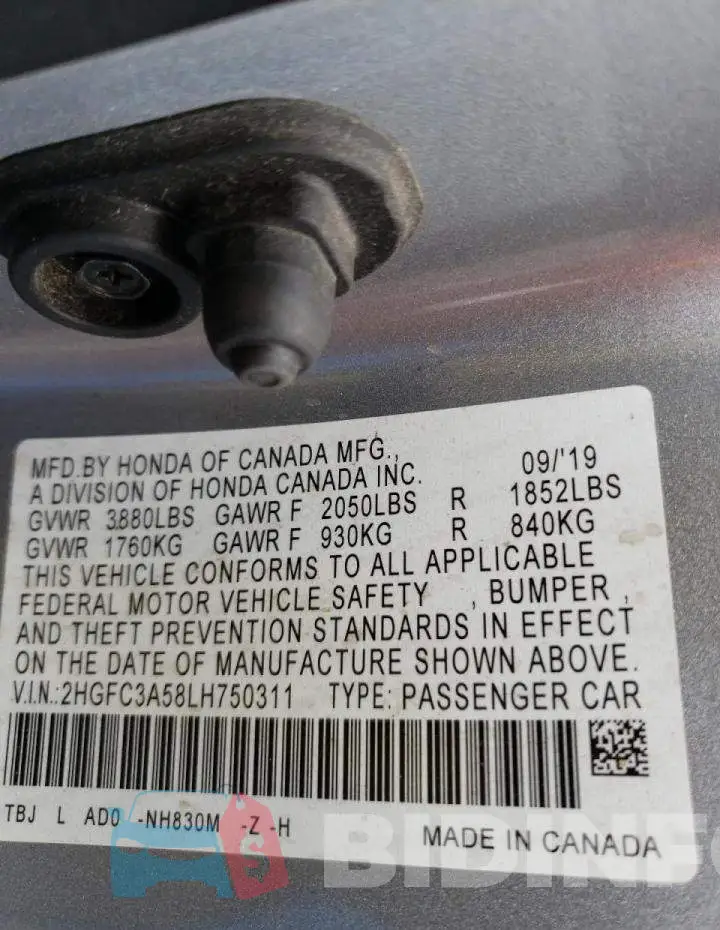 MFD.BY HONDA OF CANADA MFG., 09/'19
A DIVISION OF HONDA CANADA INC.
GVWR 3880LBS GAWR F 2050LBS R 1852LBS
GVWR 1760KG GAWR F 930KG R 840KG
THIS VEHICLE CONFORMS TO ALL APPLICABLE
FEDERAL MOTOR VEHICLE SAFETY , BUMPER ,
AND THEFT PREVENTION STANDARDS IN EFFECT
ON THE DATE OF MANUFACTURE SHOWN ABOVE.
V.I.N.:2HGFC3A58LH750311 TYPE: PASSENGER CAR
TBJ L AD0 -NH830M -Z -H
MADE IN CANADA
BIDINFO